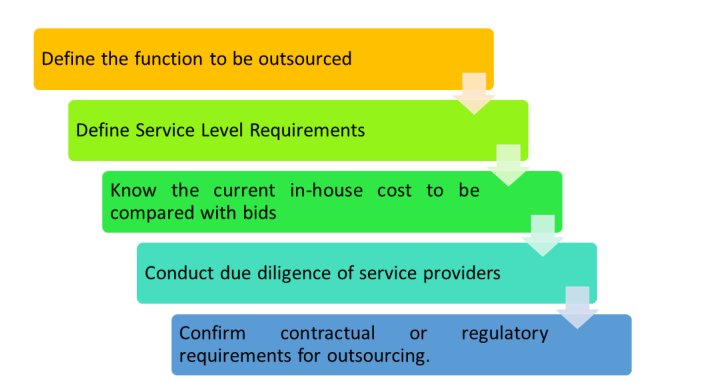 Define the function to be outsourced
Define Service Level Requirements
Know the current in-house cost to be
compared with bids
Conduct due diligence of service providers
Confirm contractual or regulatory
requirements for outsourcing.